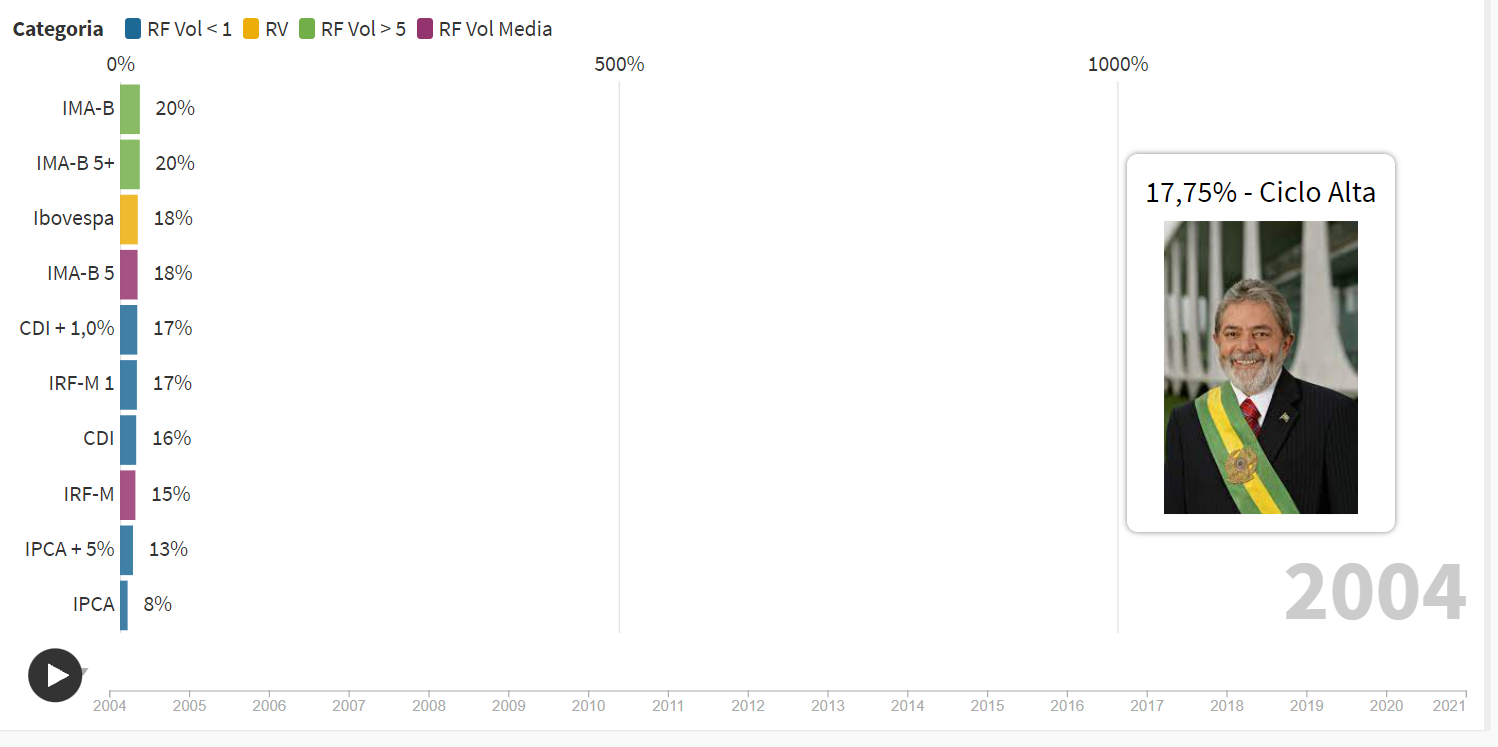 Categoria RF Vol < 1 RV RF Vol > 5 RF Vol Media
0% 500% 1000%
IMA-B 20%
IMA-B 5+ 20%
Ibovespa 18%
IMA-B 5 18%
CDI + 1,0% 17%
IRF-M 1 17%
CDI 16%
IRF-M 15%
IPCA + 5% 13%
IPCA 8%
17,75% - Ciclo Alta
2004
2004 2005 2006 2007 2008 2009 2010 2011 2012 2013 2014 2015 2016 2017 2018 2019 2020 2021